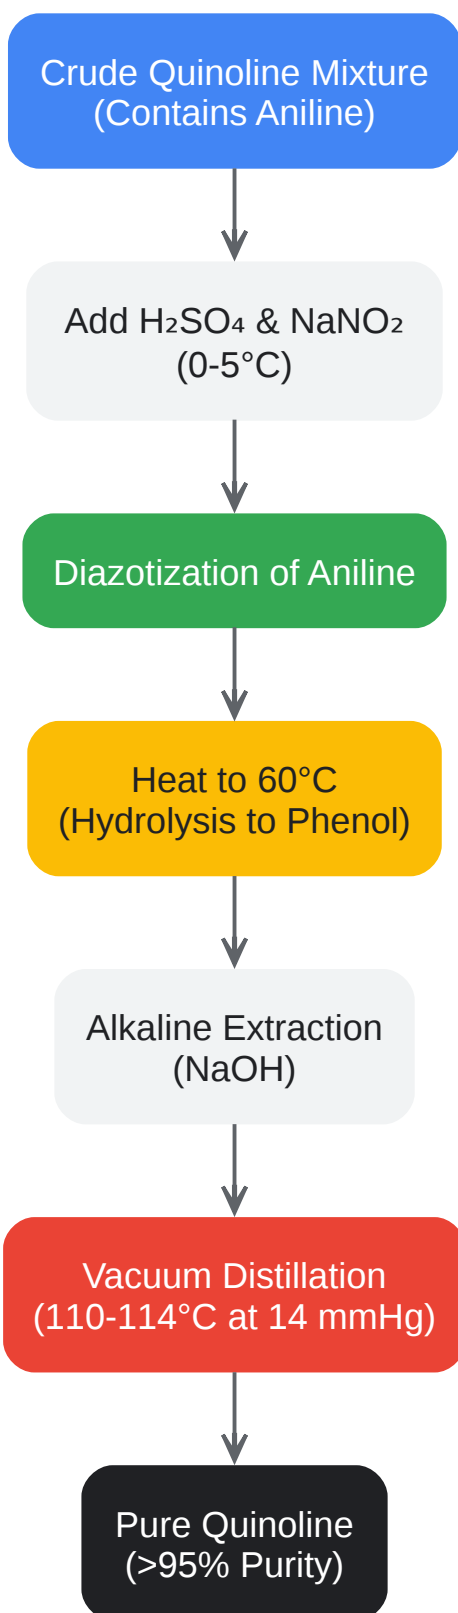 Crude Quinoline Mixture
(Contains Aniline)
Add H₂SO₄ & NaNO₂
(0-5°C)
Diazotization of Aniline
Heat to 60°C
(Hydrolysis to Phenol)
Alkaline Extraction
(NaOH)
Vacuum Distillation
(110-114°C at 14 mmHg)
Pure Quinoline
(>95% Purity)